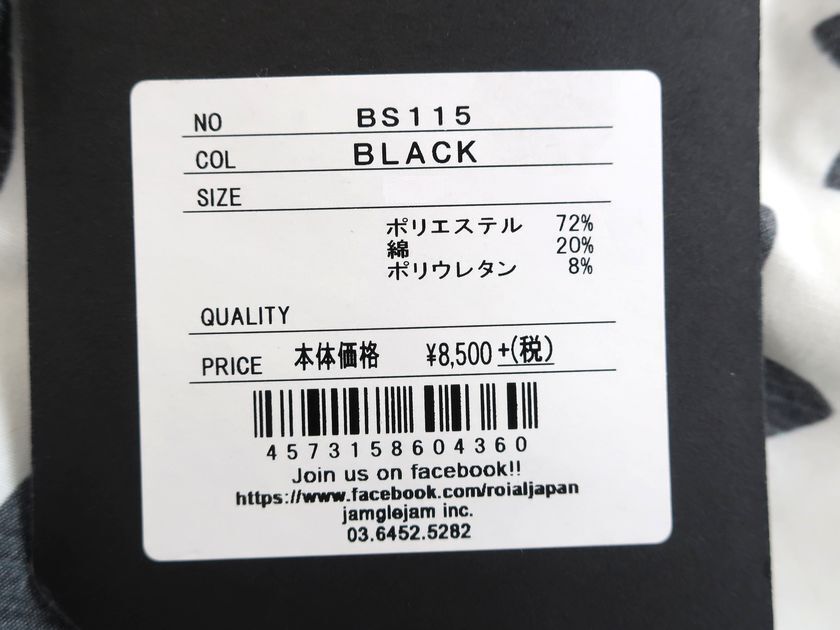 NO BS115
COL BLACK
SIZE
ポリエステル 72%
綿 20%
ポリウレタン 8%
QUALITY
PRICE 本体価格 ¥8,500+(税)
4573158604360
Join us on facebook!!
https://www.facebook.com/roialjapan
jamglejam inc.
03.6452.5282